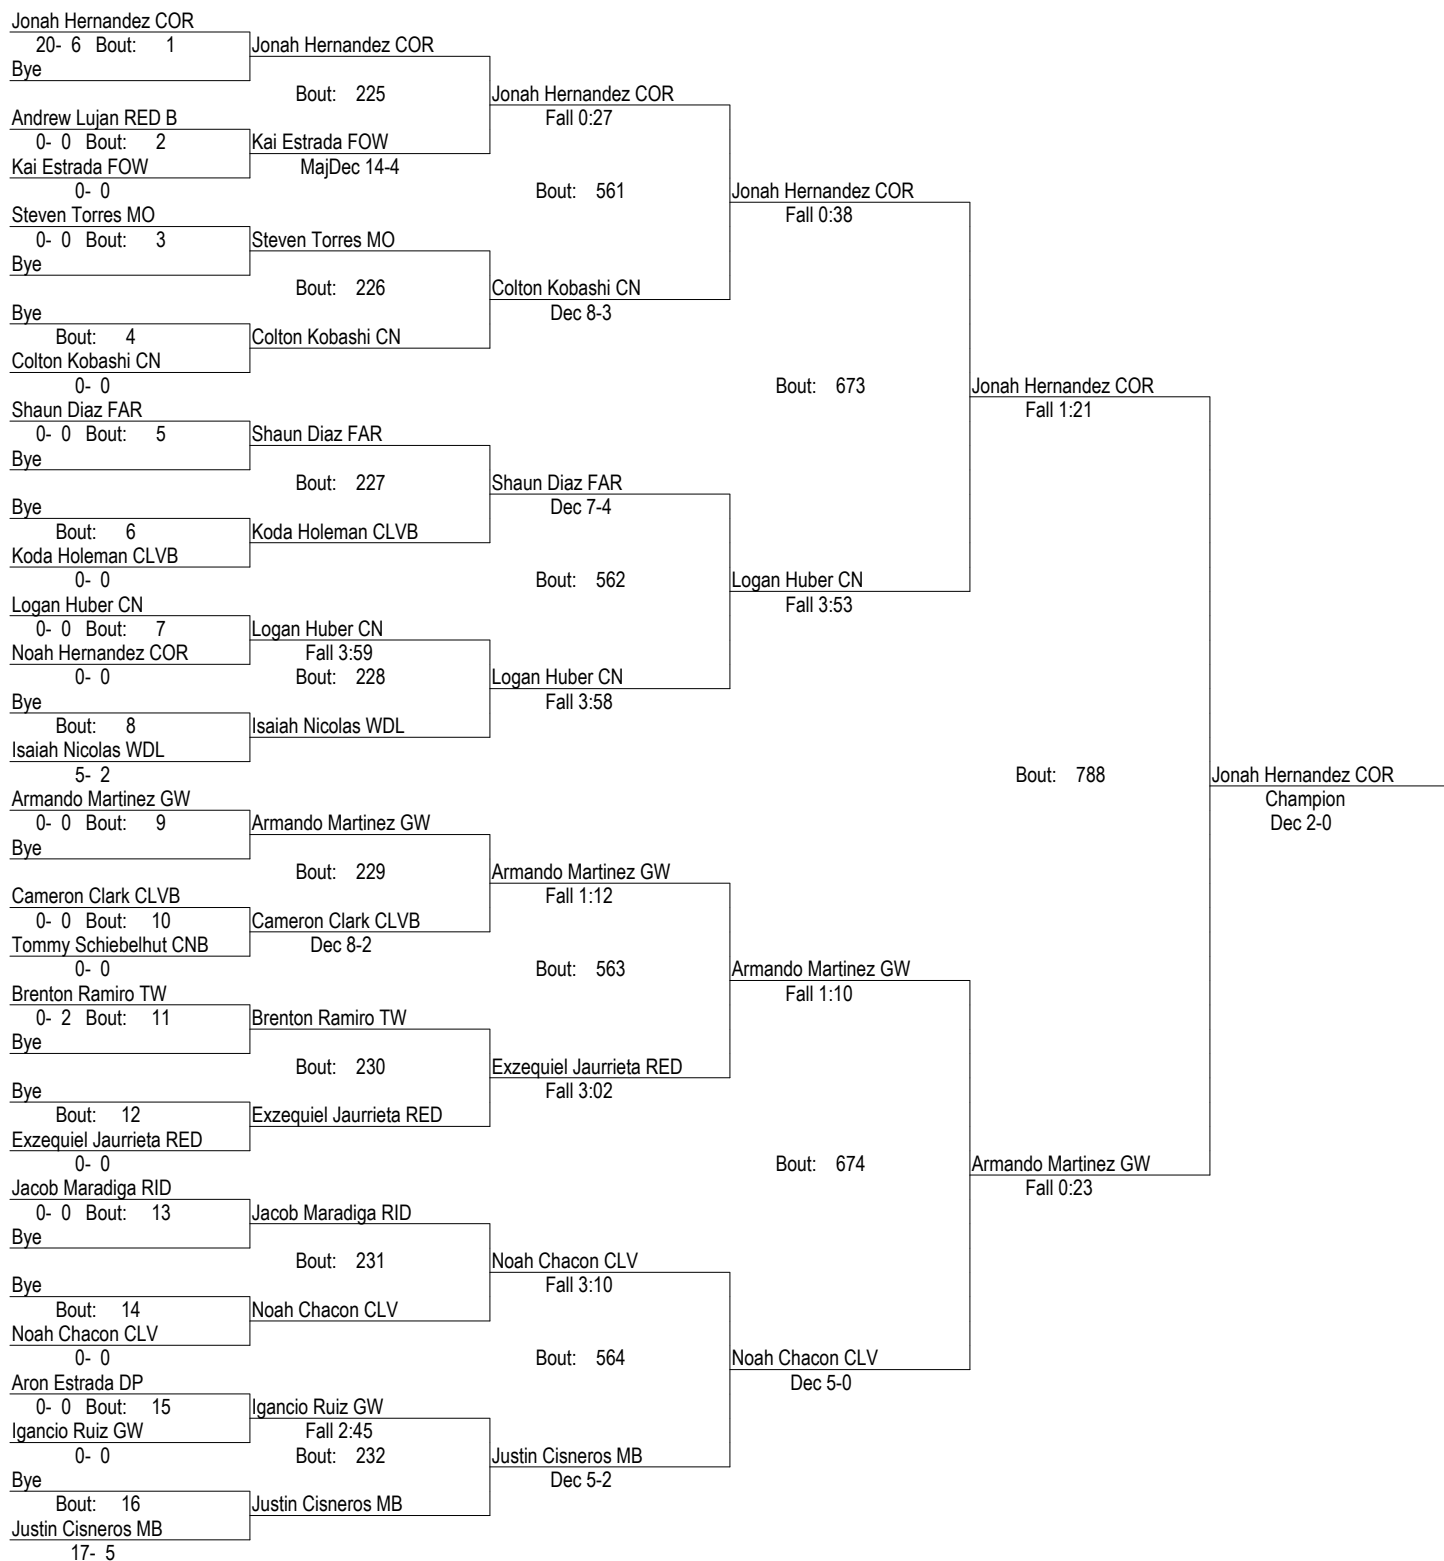 Jonah Hernandez COR
20- 6 Bout: 1
Bye
Andrew Lujan RED B
0- 0 Bout: 2
Kai Estrada FOW
0- 0
Steven Torres MO
0- 0 Bout: 3
Bye
Bye
Bout: 4
Colton Kobashi CN
0- 0
Shaun Diaz FAR
0- 0 Bout: 5
Bye
Bye
Bout: 6
Koda Holeman CLVB
0- 0
Logan Huber CN
0- 0 Bout: 7
Noah Hernandez COR
0- 0
Bye
Bout: 8
Isaiah Nicolas WDL
5- 2
Armando Martinez GW
0- 0 Bout: 9
Bye
Cameron Clark CLVB
0- 0 Bout: 10
Tommy Schiebelhut CNB
0- 0
Brenton Ramiro TW
0- 2 Bout: 11
Bye
Bye
Bout: 12
Exzequiel Jaurrieta RED
0- 0
Jacob Maradiga RID
0- 0 Bout: 13
Bye
Bye
Bout: 14
Noah Chacon CLV
0- 0
Aron Estrada DP
0- 0 Bout: 15
Igancio Ruiz GW
0- 0
Bye
Bout: 16
Justin Cisneros MB
17- 5
Jonah Hernandez COR
Bout: 225
Kai Estrada FOW
MajDec 14-4
Steven Torres MO
Bout: 226
Colton Kobashi CN
Shaun Diaz FAR
Bout: 227
Koda Holeman CLVB
Logan Huber CN
Fall 3:59
Bout: 228
Isaiah Nicolas WDL
Armando Martinez GW
Bout: 229
Cameron Clark CLVB
Dec 8-2
Brenton Ramiro TW
Bout: 230
Exzequiel Jaurrieta RED
Jacob Maradiga RID
Bout: 231
Noah Chacon CLV
Igancio Ruiz GW
Fall 2:45
Bout: 232
Justin Cisneros MB
Jonah Hernandez COR
Fall 0:27
Bout: 561
Colton Kobashi CN
Dec 8-3
Shaun Diaz FAR
Dec 7-4
Bout: 562
Logan Huber CN
Fall 3:58
Armando Martinez GW
Fall 1:12
Bout: 563
Exzequiel Jaurrieta RED
Fall 3:02
Noah Chacon CLV
Fall 3:10
Bout: 564
Justin Cisneros MB
Dec 5-2
Jonah Hernandez COR
Fall 0:38
Bout: 673
Logan Huber CN
Fall 3:53
Armando Martinez GW
Fall 1:10
Bout: 674
Noah Chacon CLV
Dec 5-0
Jonah Hernandez COR
Fall 1:21
Bout: 788
Armando Martinez GW
Fall 0:23
Jonah Hernandez COR
Champion
Dec 2-0